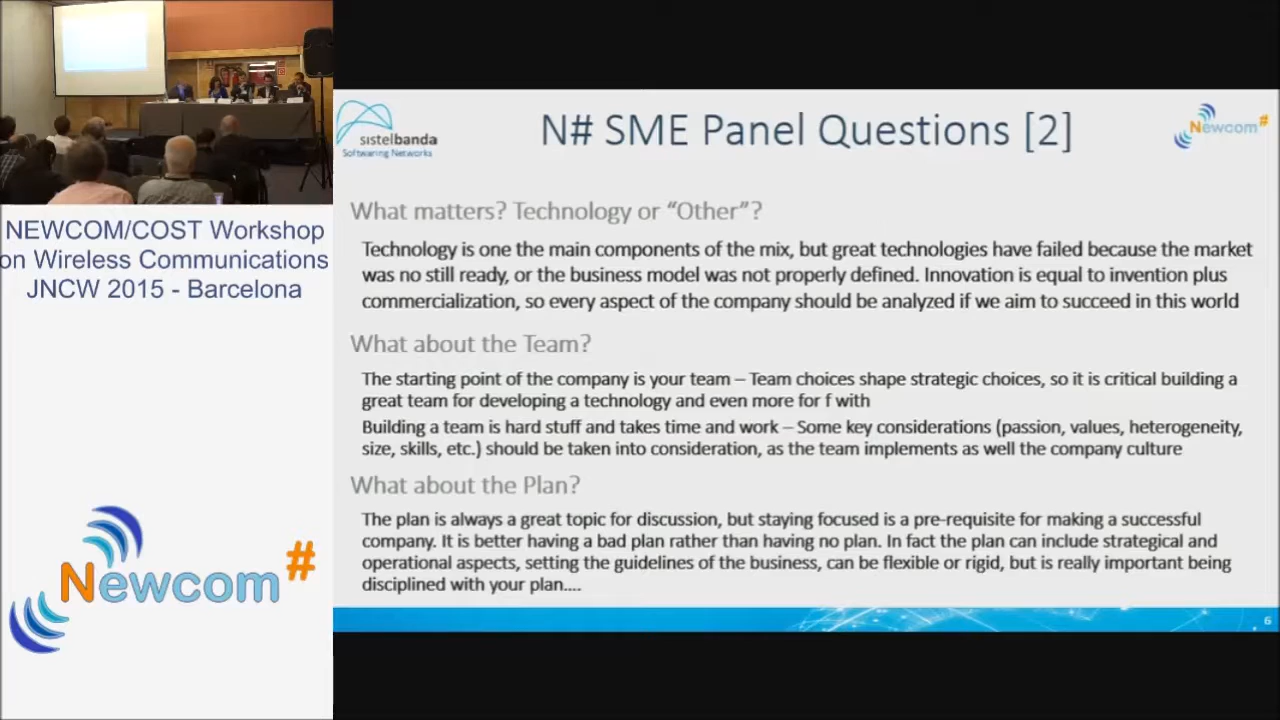 NEWCOM/COST Workshop
on Wireless Communications
JNCW 2015 - Barcelona
Newcom#
sistelbanda
Softwaring Networks
N# SME Panel Questions [2]
Newcom#
What matters? Technology or “Other”?
Technology is one the main components of the mix, but great technologies have failed because the market
was no still ready, or the business model was not properly defined. Innovation is equal to invention plus
commercialization, so every aspect of the company should be analyzed if we aim to succeed in this world
What about the Team?
The starting point of the company is your team – Team choices shape strategic choices, so it is critical building a
great team for developing a technology and even more for f with
Building a team is hard stuff and takes time and work – Some key considerations (passion, values, heterogeneity,
size, skills, etc.) should be taken into consideration, as the team implements as well the company culture
What about the Plan?
The plan is always a great topic for discussion, but staying focused is a pre-requisite for making a successful
company. It is better having a bad plan rather than having no plan. In fact the plan can include strategical and
operational aspects, setting the guidelines of the business, can be flexible or rigid, but is really important being
disciplined with your plan....
6